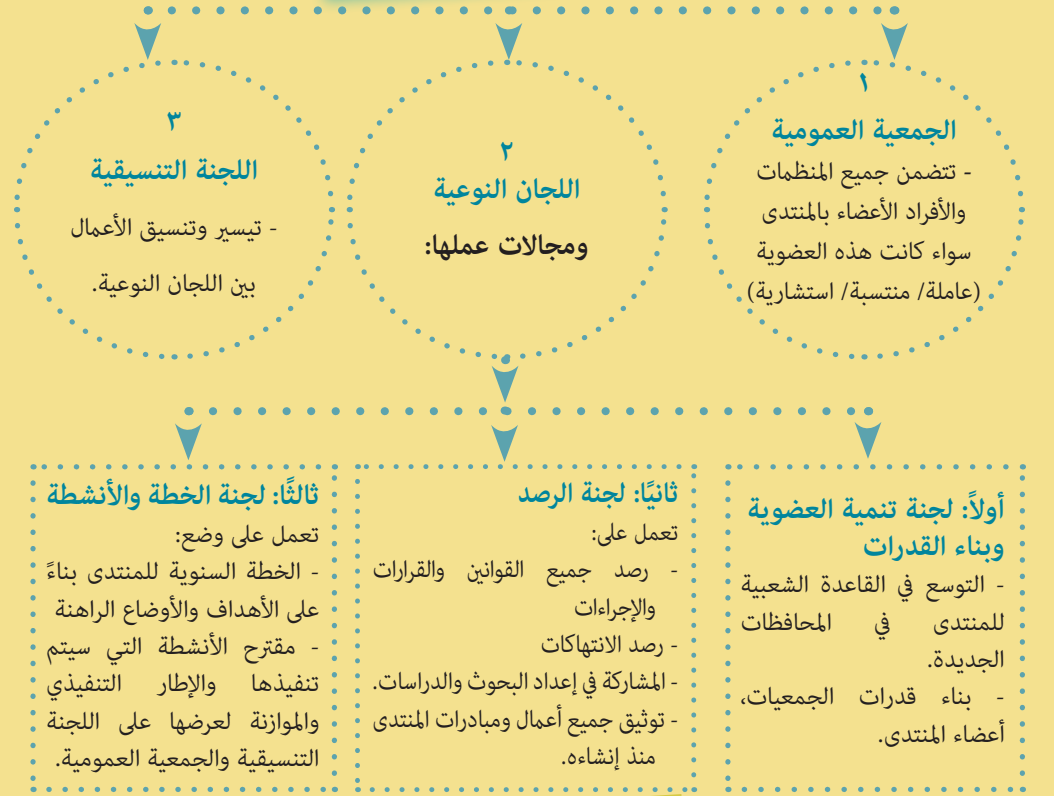 ١
الجمعية العمومية
- تتضمن جميع المنظمات
والأفراد الأعضاء بالمنتدى
سواء كانت هذه العضوية
(عاملة/ منتسبة/ استشارية)
٢
اللجان النوعية
ومجالات عملها:
٣
اللجنة التنسيقية
- تيسير وتنسيق الأعمال
بين اللجان النوعية.
أولاً: لجنة تنمية العضوية
وبناء القدرات
- التوسع في القاعدة الشعبية
للمنتدى في المحافظات
الجديدة.
- بناء قدرات الجمعيات،
أعضاء المنتدى.
ثانيًا: لجنة الرصد
تعمل على:
- رصد جميع القوانين والقرارات
والإجراءات
- رصد الانتهاكات
- المشاركة في إعداد البحوث والدراسات.
- توثيق جميع أعمال ومبادرات المنتدى
منذ إنشاءه.
ثالثًا: لجنة الخطة والأنشطة
تعمل على وضع:
- الخطة السنوية للمنتدى بناءً
على الأهداف والأوضاع الراهنة
- مقترح الأنشطة التي سيتم
تنفيذها والإطار التنفيذي
والموازنة لعرضها على اللجنة
التنسيقية والجمعية العمومية.